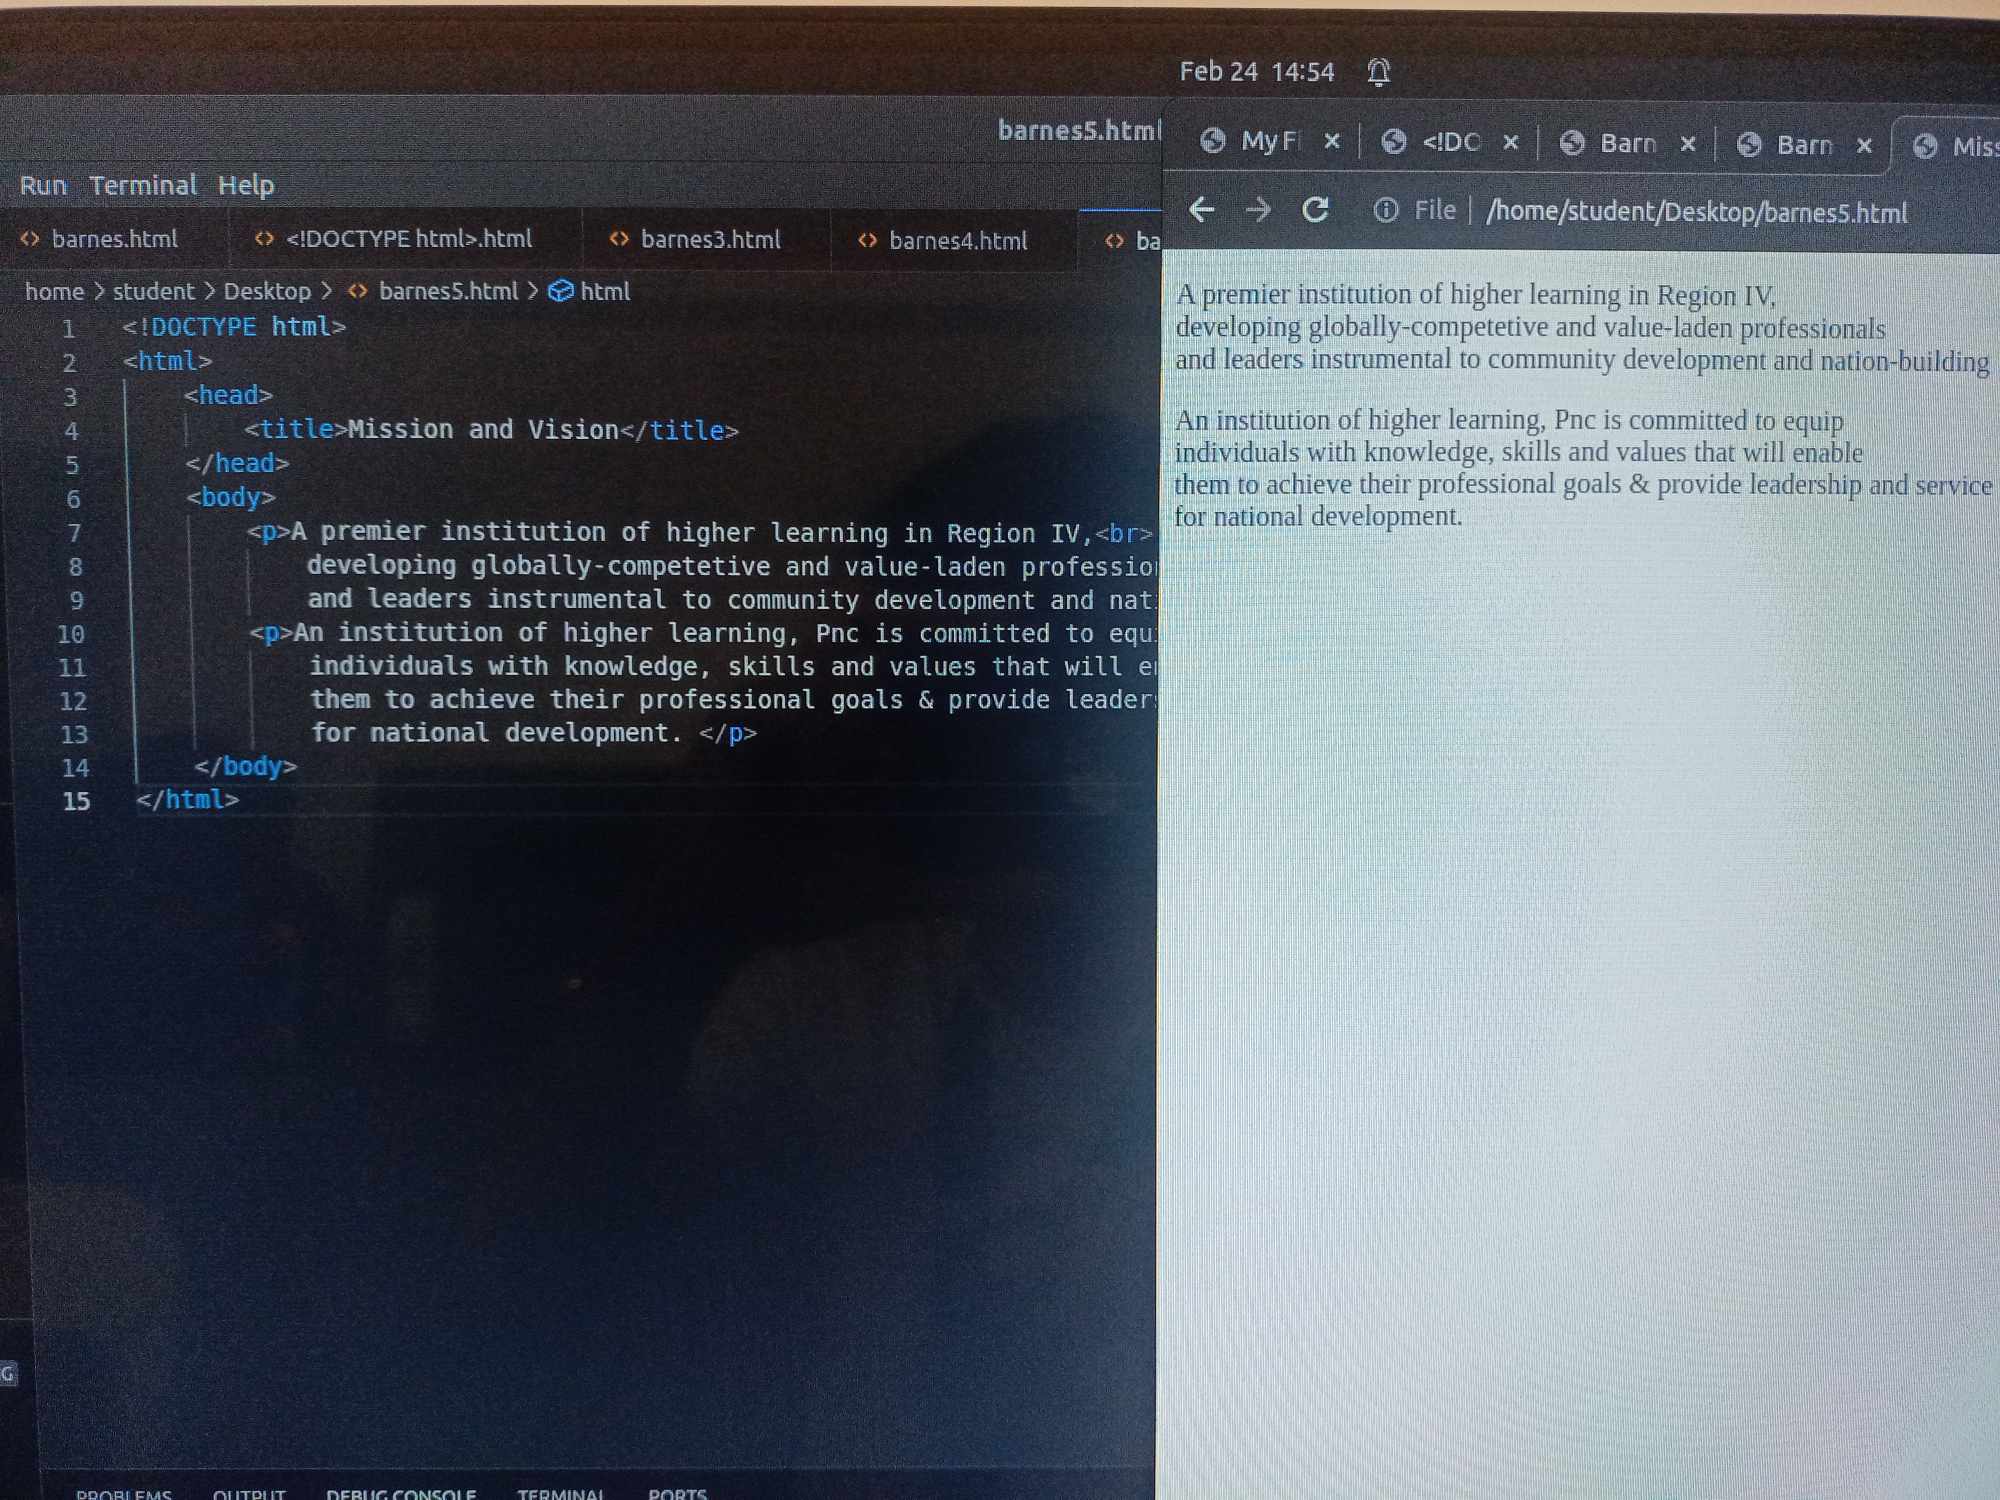 Feb 24 14:54
barnes5.html
Run Terminal Help
barnes.html <!DOCTYPE html>.html barnes3.html barnes4.html
home > student > Desktop > barnes5.html > html
1 <!DOCTYPE html>
2 <html>
3 <head>
4 <title>Mission and Vision</title>
5 </head>
6 <body>
7 <p>A premier institution of higher learning in Region IV,<br>
8 developing globally-competetive and value-laden professio
9 and leaders instrumental to community development and nat
10 <p>An institution of higher learning, Pnc is committed to equ
11 individuals with knowledge, skills and values that will e
12 them to achieve their professional goals & provide leader
13 for national development. </p>
14 </body>
15 </html>
PROBLEMS OUTPUT DEBUG CONSOLE TERMINAL PORTS
My F <!DO Barn Barn Miss
File /home/student/Desktop/barnes5.html
A premier institution of higher learning in Region IV,
developing globally-competetive and value-laden professionals
and leaders instrumental to community development and nation-building
An institution of higher learning, Pnc is committed to equip
individuals with knowledge, skills and values that will enable
them to achieve their professional goals & provide leadership and service
for national development.